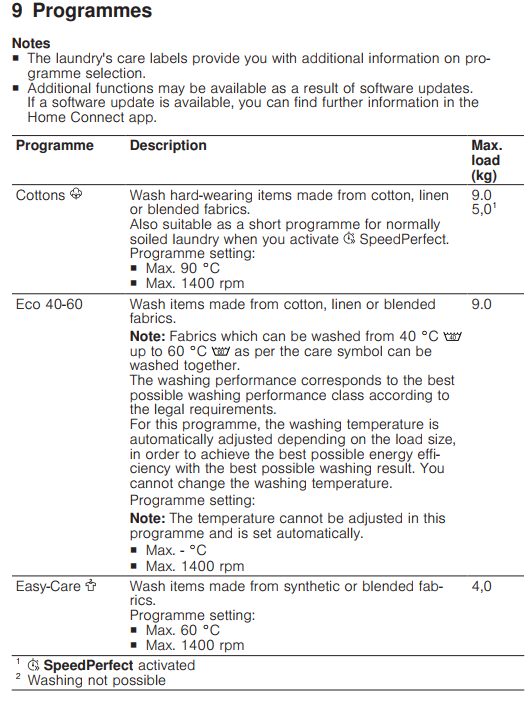 9 Programmes
Notes
■ The laundry's care labels provide you with additional information on pro-
gramme selection.
■ Additional functions may be available as a result of software updates.
If a software update is available, you can find further information in the
Home Connect app.
Programme Description Max.
load
(kg)
Cottons Wash hard-wearing items made from cotton, linen 9.0
or blended fabrics. 5,0¹
Also suitable as a short programme for normally
soiled laundry when you activate SpeedPerfect.
Programme setting:
■ Max. 90 °C
■ Max. 1400 rpm
Eco 40-60 Wash items made from cotton, linen or blended 9.0
fabrics.
Note: Fabrics which can be washed from 40 °C
up to 60 °C as per the care symbol can be
washed together.
The washing performance corresponds to the best
possible washing performance class according to
the legal requirements.
For this programme, the washing temperature is
automatically adjusted depending on the load size,
in order to achieve the best possible energy effi-
ciency with the best possible washing result. You
cannot change the washing temperature.
Programme setting:
Note: The temperature cannot be adjusted in this
programme and is set automatically.
■ Max. - °C
■ Max. 1400 rpm
Easy-Care Wash items made from synthetic or blended fab- 4,0
rics.
Programme setting:
■ Max. 60 °C
■ Max. 1400 rpm
¹ SpeedPerfect activated
² Washing not possible